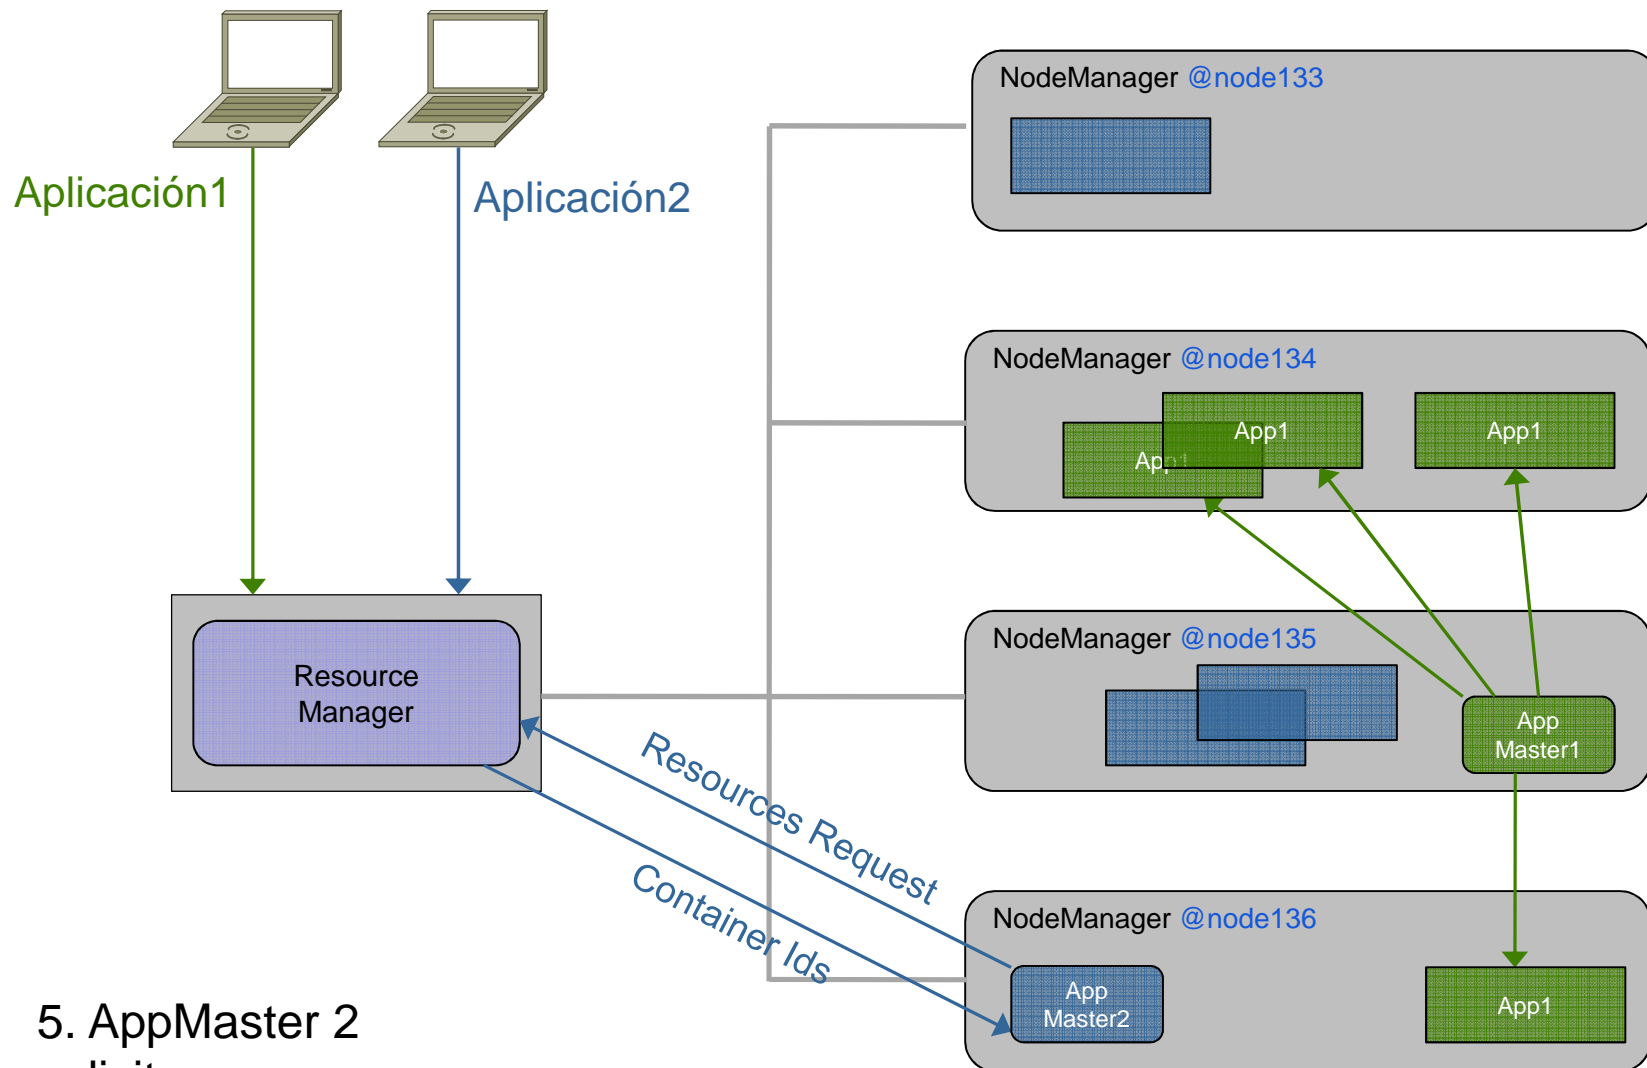 Aplicación1
Aplicación2
NodeManager @node133
NodeManager @node134
App1
App1
App1
Resource
Manager
NodeManager @node135
App
Master1
Resources Request
Container Ids
NodeManager @node136
App
Master2
App1
5. AppMaster 2